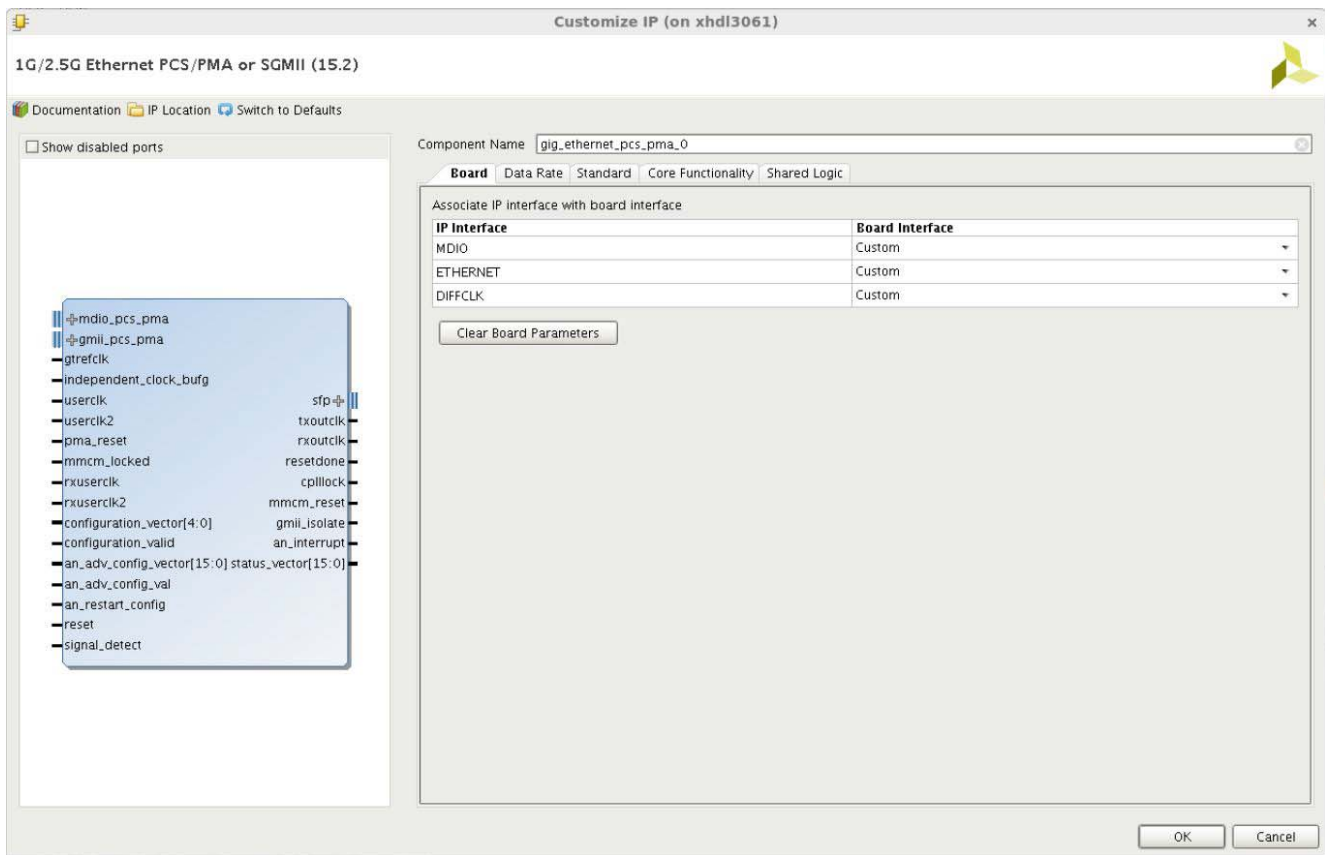 Customize IP (on xhdl3061)
1G/2.5G Ethernet PCS/PMA or SGMII (15.2)
Documentation IP Location Switch to Defaults
Show disabled ports
mdio_pcs_pma
gmii_pcs_pma
gtrefclk
independent_clock_bufg
userclk sfp
userclk2 txoutclk
pma_reset rxoutclk
mmcm_locked resetdone
rxuserclk cplllock
rxuserclk2 mmcm_reset
configuration_vector[4:0] gmii_isolate
configuration_valid an_interrupt
an_adv_config_vector[15:0] status_vector[15:0]
an_adv_config_val
an_restart_config
reset
signal_detect
Component Name gig_ethernet_pcs_pma_0
Board Data Rate Standard Core Functionality Shared Logic
Associate IP interface with board interface
IP Interface Board Interface
MDIO Custom
ETHERNET Custom
DIFFCLK Custom
Clear Board Parameters
OK Cancel